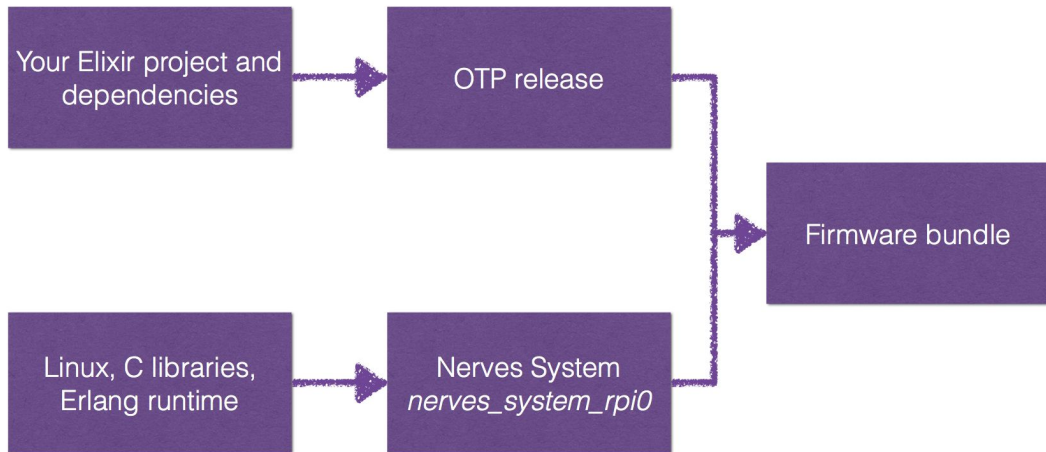 Your Elixir project and
dependencies
OTP release
Firmware bundle
Linux, C libraries,
Erlang runtime
Nerves System
nerves_system_rpi0